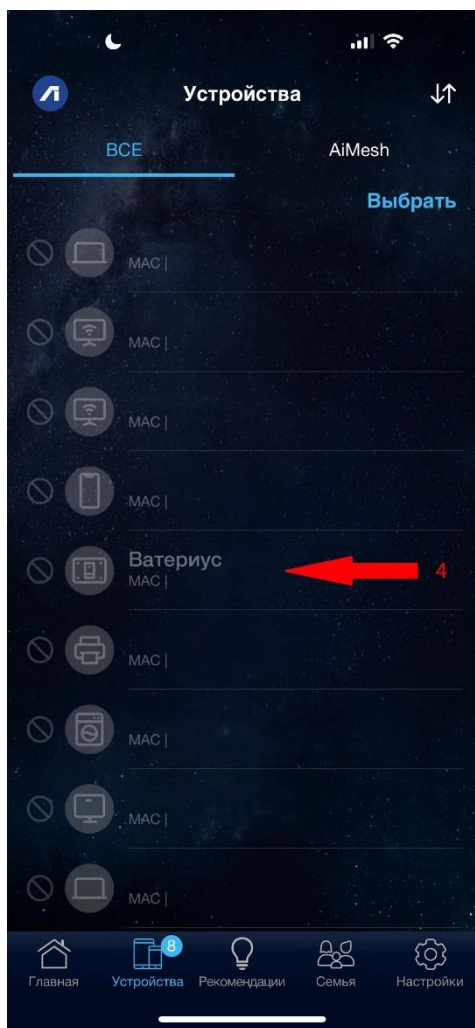 Устройства
ВСЕ AiMesh
Выбрать
MAC |
MAC |
MAC |
MAC |
Ватериус
MAC |
4
MAC |
MAC |
MAC |
MAC |
8
Главная Устройства Рекомендации Семья Настройки